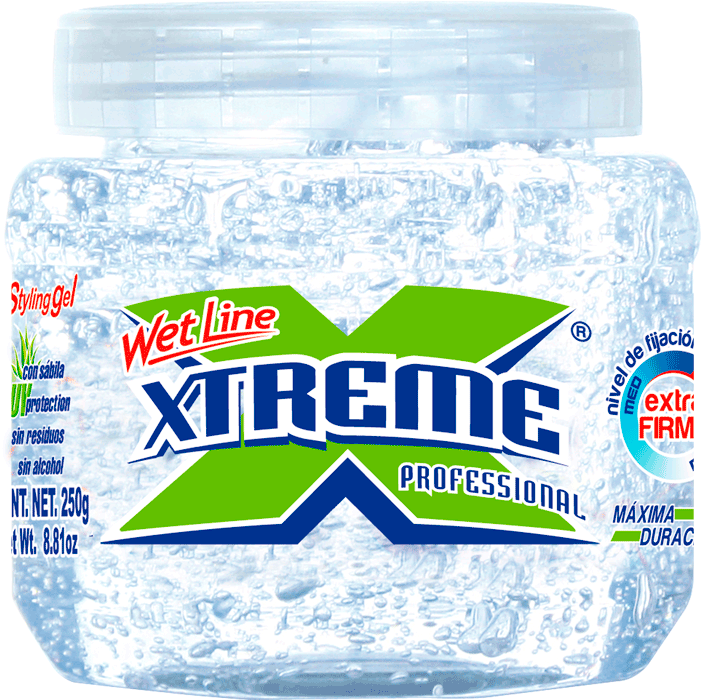 Styling gel
con sábila
UV protection
sin residuos
sin alcohol
NT. NET. 250g
t Wt. 8.81oz
Wet Line
XTREME
®
PROFESSIONAL
nivel de fijación
MED
extra
FIRM
MÁXIMA
DURAC